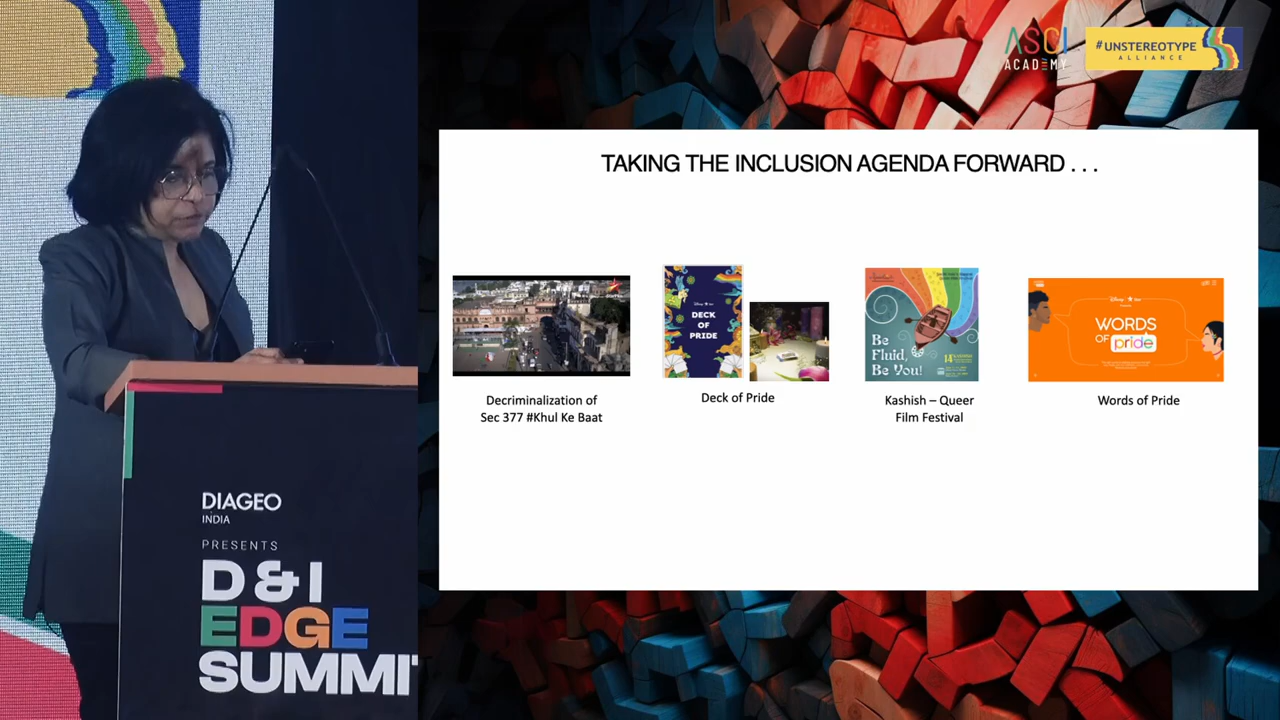 ASCI
ACADEMY
#UNSTEREOTYPE
ALLIANCE
TAKING THE INCLUSION AGENDA FORWARD . . .
DECK
OF
PRIDE
Be
Fluid,
Be You!
WORDS
OF pride
Decriminalization of
Sec 377 #Khul Ke Baat
Deck of Pride
Kashish – Queer
Film Festival
Words of Pride
DIAGEO
INDIA
PRESENTS
D & I
EDGE
SUMMIT